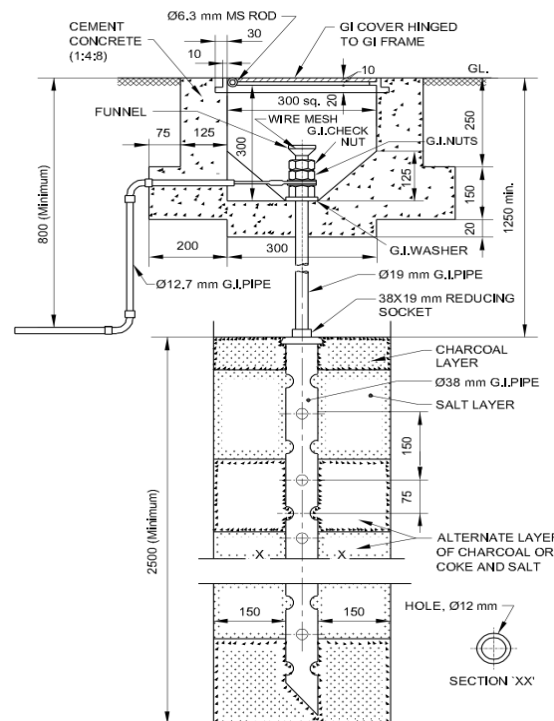 Ø6.3 mm MS ROD
CEMENT
CONCRETE
(1:4:8)
30
10
GI COVER HINGED
TO GI FRAME
10
GL.
20
300 sq.
FUNNEL
WIRE MESH
G.I.CHECK
NUT
G.I.NUTS
300
250
75
125
125
150
1250 min.
800 (Minimum)
20
200
300
G.I.WASHER
Ø12.7 mm G.I.PIPE
Ø19 mm G.I.PIPE
38X19 mm REDUCING
SOCKET
CHARCOAL
LAYER
Ø38 mm G.I.PIPE
SALT LAYER
150
75
2500 (Minimum)
ALTERNATE LAYER
OF CHARCOAL OR
COKE AND SALT
X
X
150
150
HOLE, Ø12 mm
SECTION 'XX'